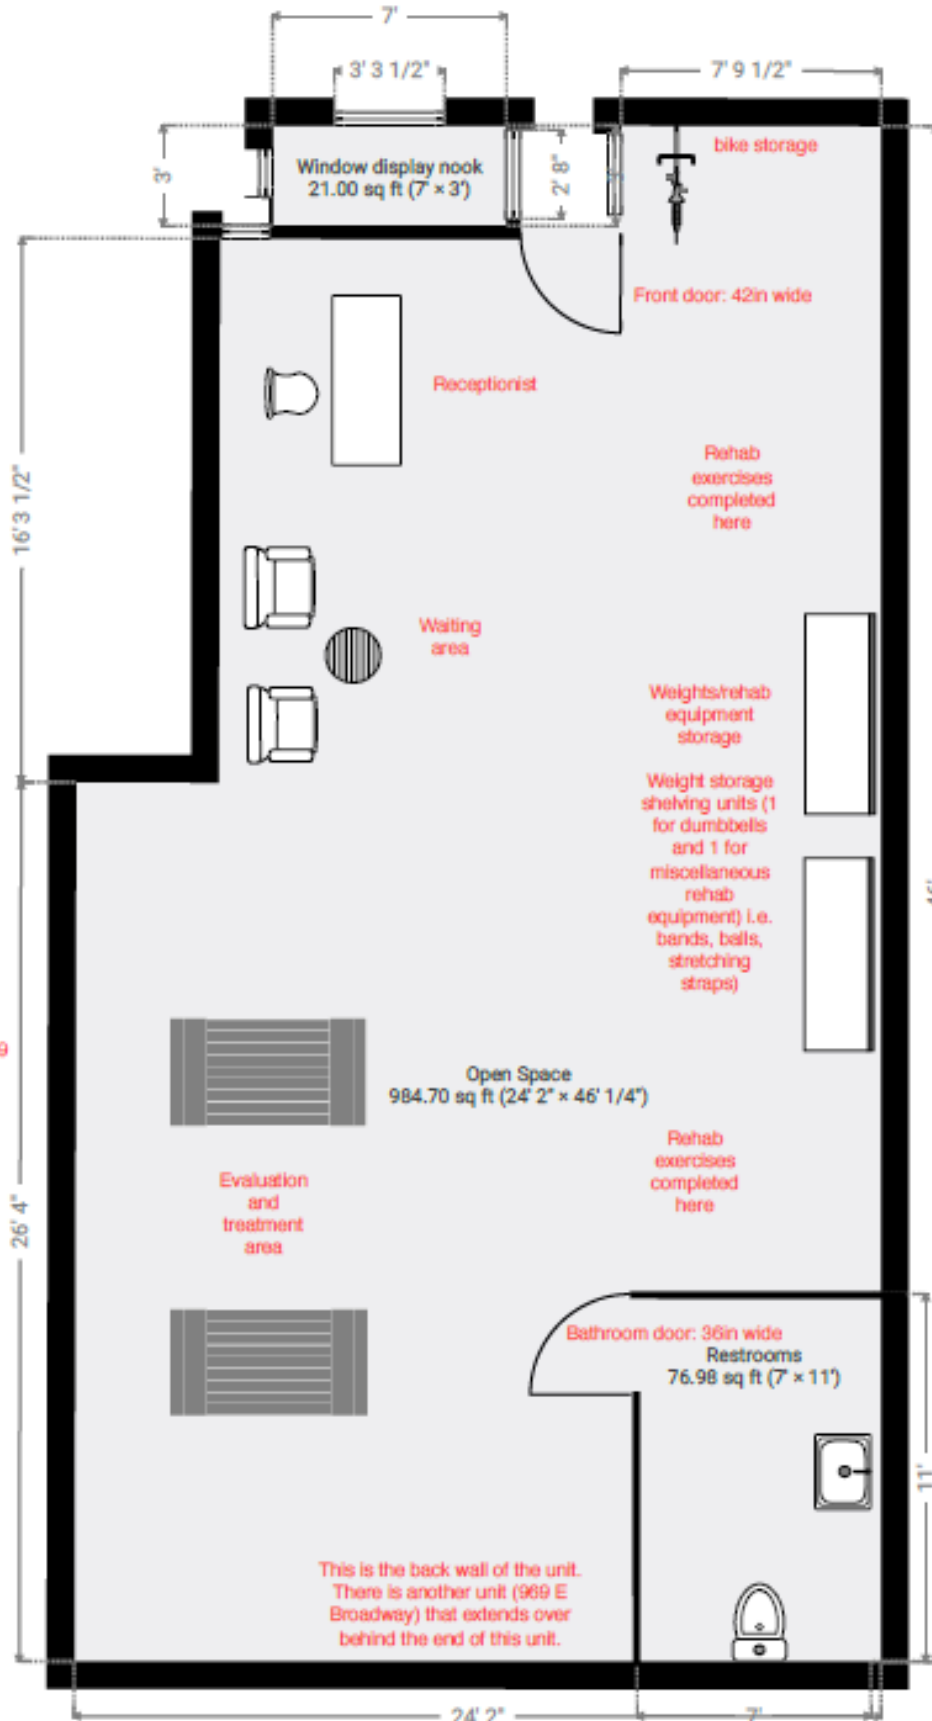 7'
3' 3 1/2"
7' 9 1/2"
bike storage
Window display nook
21.00 sq ft (7' × 3')
3'
2' 8"
Front door: 42in wide
Receptionist
Rehab
exercises
completed
here
16' 3 1/2"
Waiting
area
Weights/rehab
equipment
storage
Weight storage
shelving units (1
for dumbbells
and 1 for
miscellaneous
rehab
equipment) i.e.
bands, balls,
stretching
straps)
9
Open Space
984.70 sq ft (24' 2" × 46' 1/4")
Rehab
exercises
completed
here
Evaluation
and
treatment
area
26' 4"
Bathroom door: 36in wide
Restrooms
76.98 sq ft (7' × 11')
11'
This is the back wall of the unit.
There is another unit (969 E
Broadway) that extends over
behind the end of this unit.
24' 2"
7'